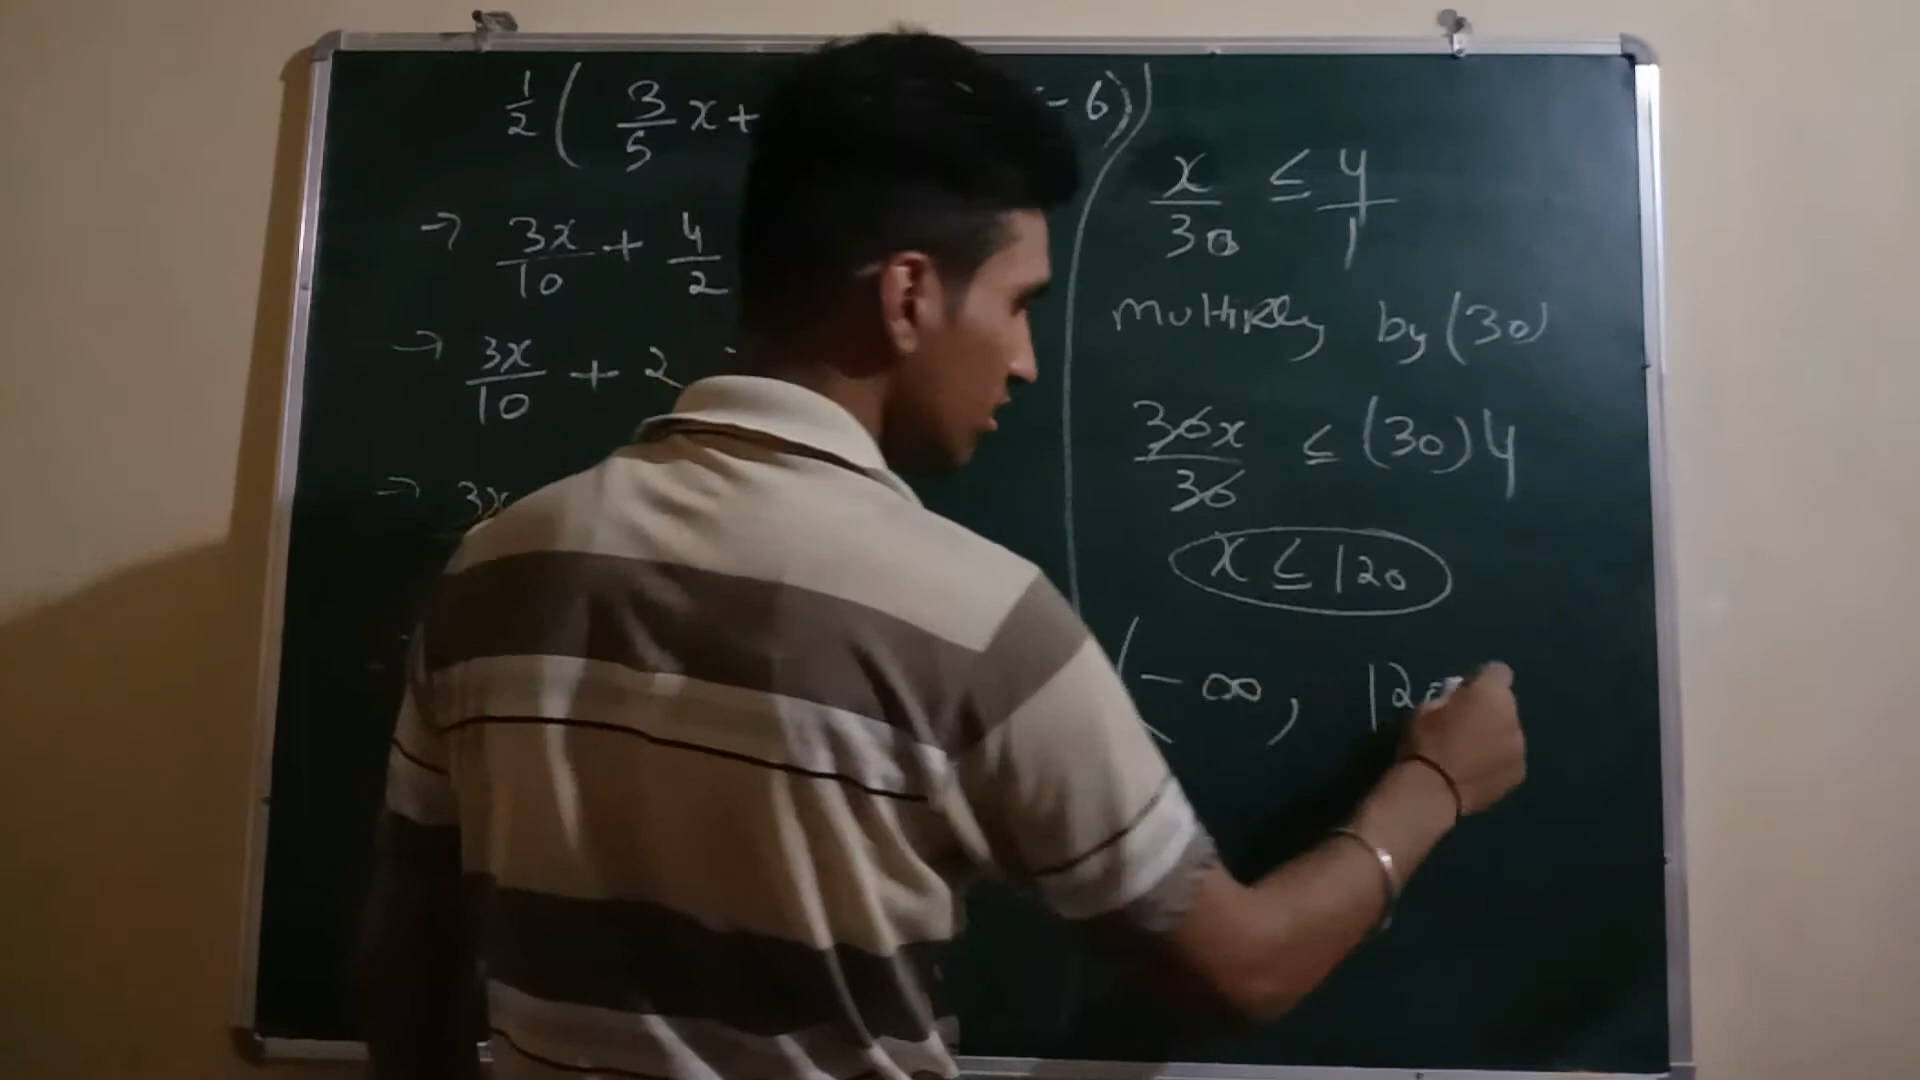 1/2 ( 3/5 x + - 6))
→ 3x/10 + 4/2
→ 3x/10 + 2
→ 3x
x/30 ≤ 4/1
multiply by (30)
30x/30 ≤ (30) 4
x ≤ 120
(-∞, 120